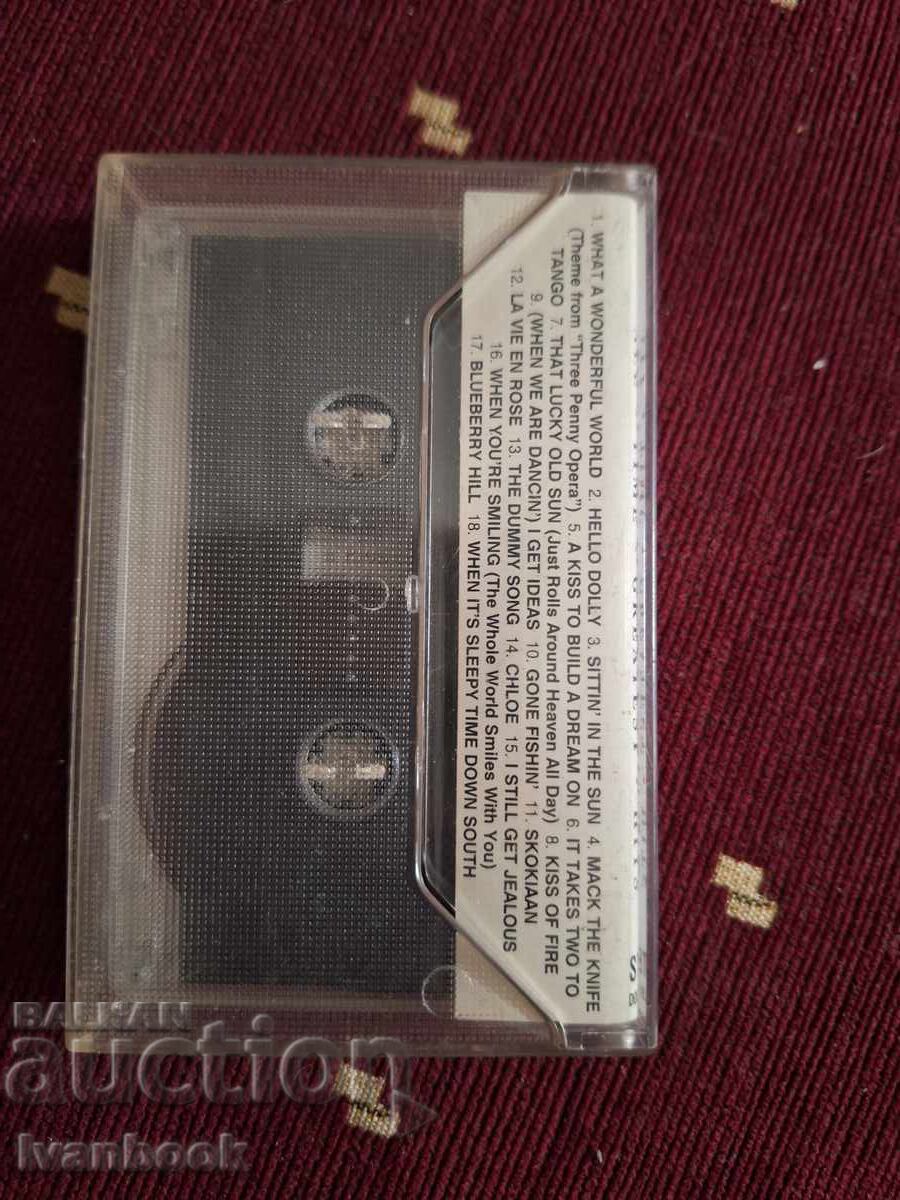 1. WHAT A WONDERFUL WORLD 2. HELLO DOLLY 3. SITTIN' IN THE SUN 4. MACK THE KNIFE
(Theme from "Three Penny Opera") 5. A KISS TO BUILD A DREAM ON 6. IT TAKES TWO TO
TANGO 7. THAT LUCKY OLD SUN (Just Rolls Around Heaven All Day) 8. KISS OF FIRE
9. (WHEN WE ARE DANCIN') I GET IDEAS 10. GONE FISHIN' 11. SKOKIAAN
12. LA VIE EN ROSE 13. THE DUMMY SONG 14. CHLOE 15. I STILL GET JEALOUS
16. WHEN YOU'RE SMILING (The Whole World Smiles With You)
17. BLUEBERRY HILL 18. WHEN IT'S SLEEPY TIME DOWN SOUTH
BALKAN
auction
Ivanbook